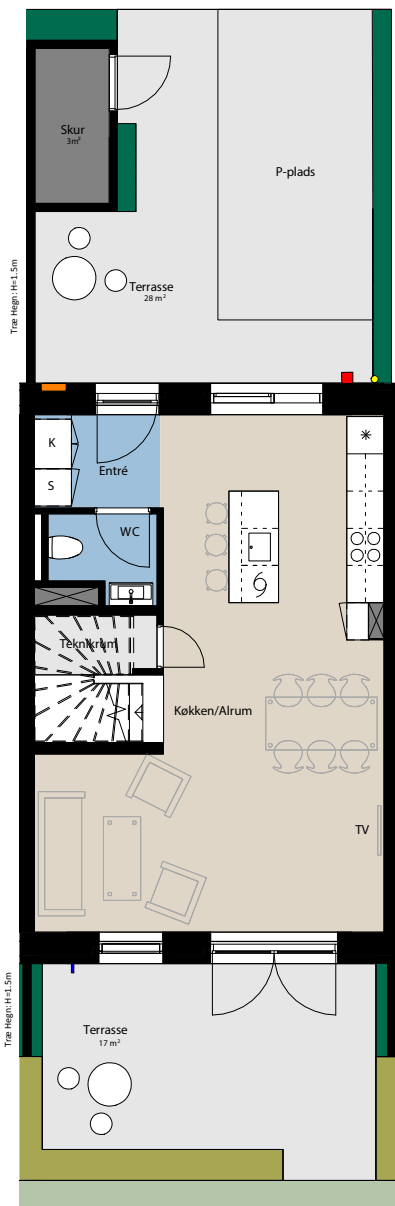 Skur
3m²
P-plads
Træ Hegn: H=1.5m
Terrasse
28 m²
K
Entré
S
WC
Teknikrum
Køkken/Alrum
TV
Træ Hegn: H=1.5m
Terrasse
17 m²